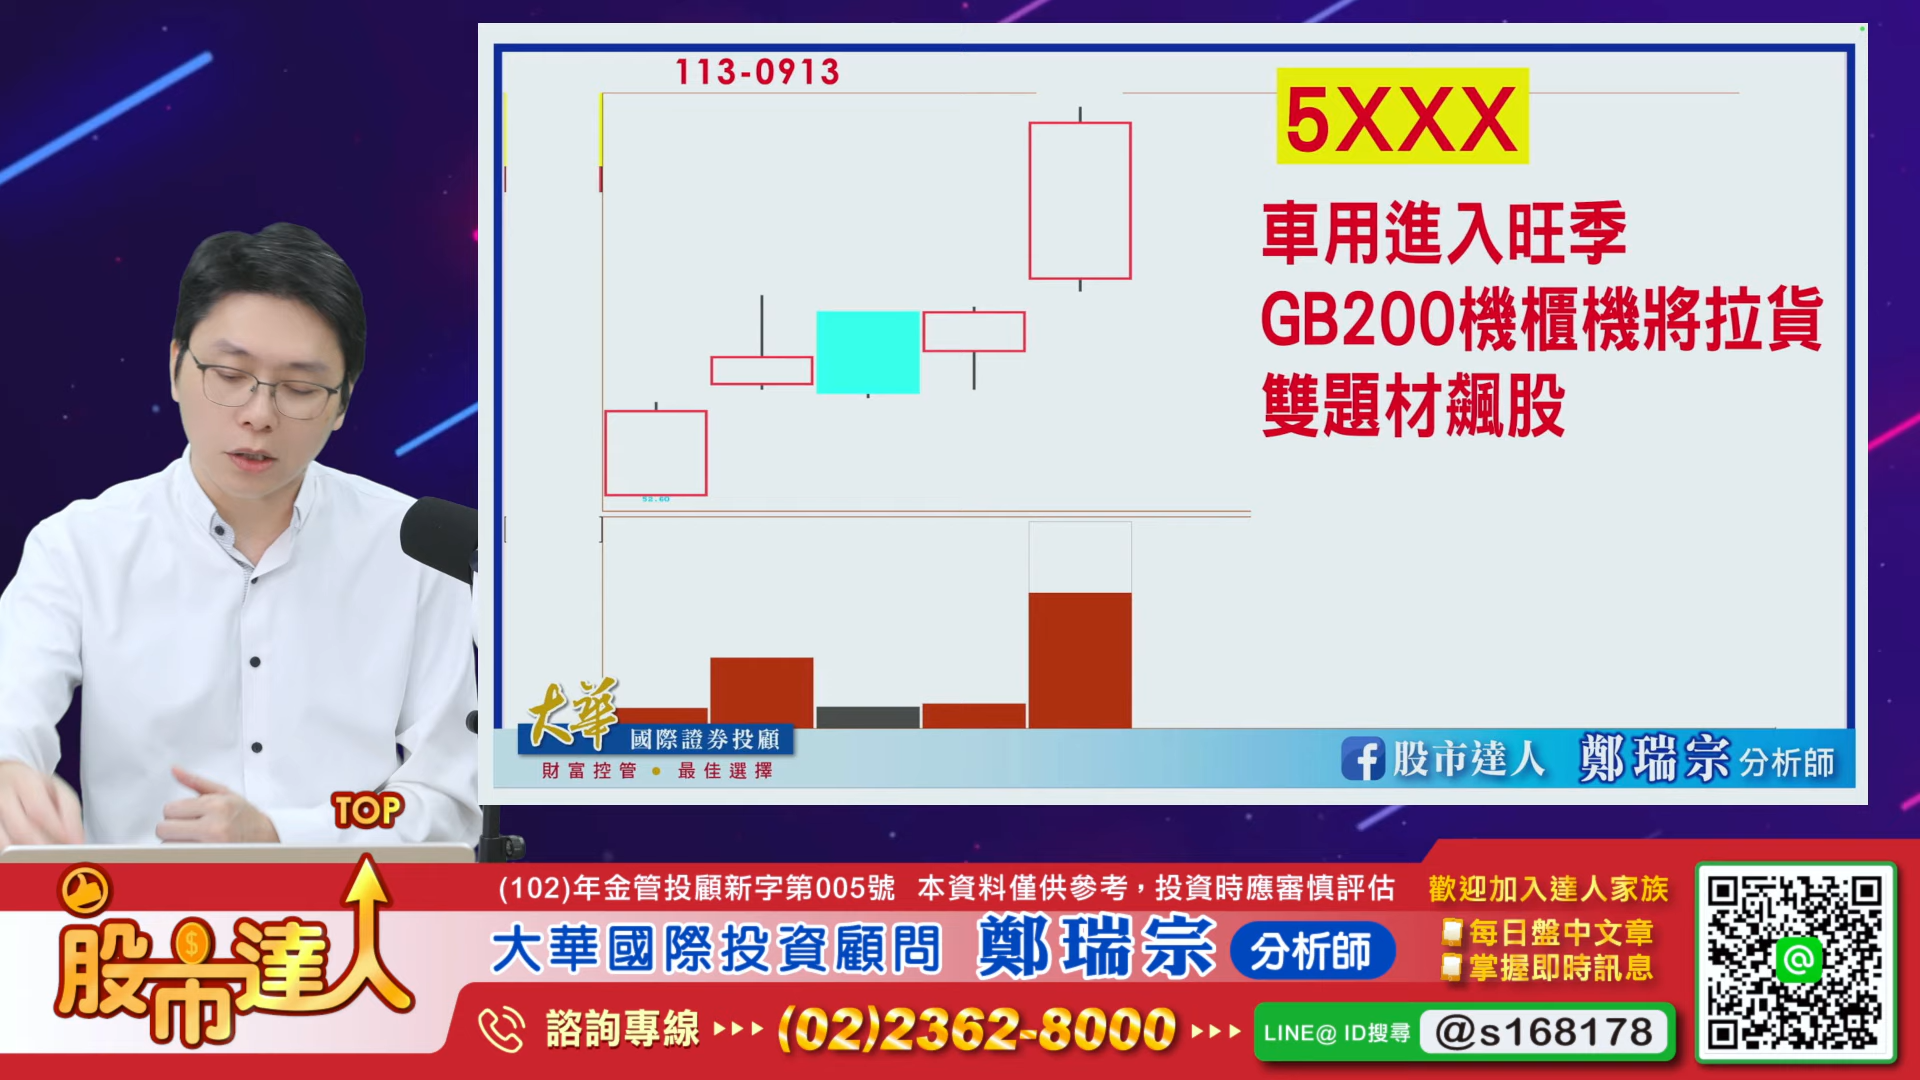 113-0913
5XXX
車用進入旺季
GB200機櫃機將拉貨
雙題材飆股
52.60
大華
國際證券投顧
財富控管 • 最佳選擇
股市達人 鄭瑞宗 分析師
TOP
股市達人
(102)年金管投顧新字第005號 本資料僅供參考，投資時應審慎評估
大華國際投資顧問 鄭瑞宗 分析師
諮詢專線 (02)2362-8000
歡迎加入達人家族
每日盤中文章
掌握即時訊息
LINE@ ID搜尋 @s168178